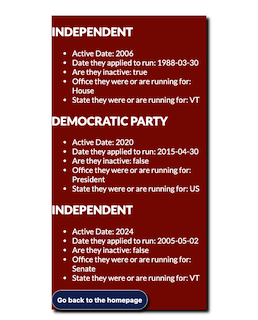 INDEPENDENT
Active Date: 2006
Date they applied to run: 1988-03-30
Are they inactive: true
Office they were or are running for:
House
State they were or are running for: VT
DEMOCRATIC PARTY
Active Date: 2020
Date they applied to run: 2015-04-30
Are they inactive: false
Office they were or are running for:
President
State they were or are running for: US
INDEPENDENT
Active Date: 2024
Date they applied to run: 2005-05-02
Are they inactive: false
Office they were or are running for:
Senate
State they were or are running for: VT
Go back to the homepage